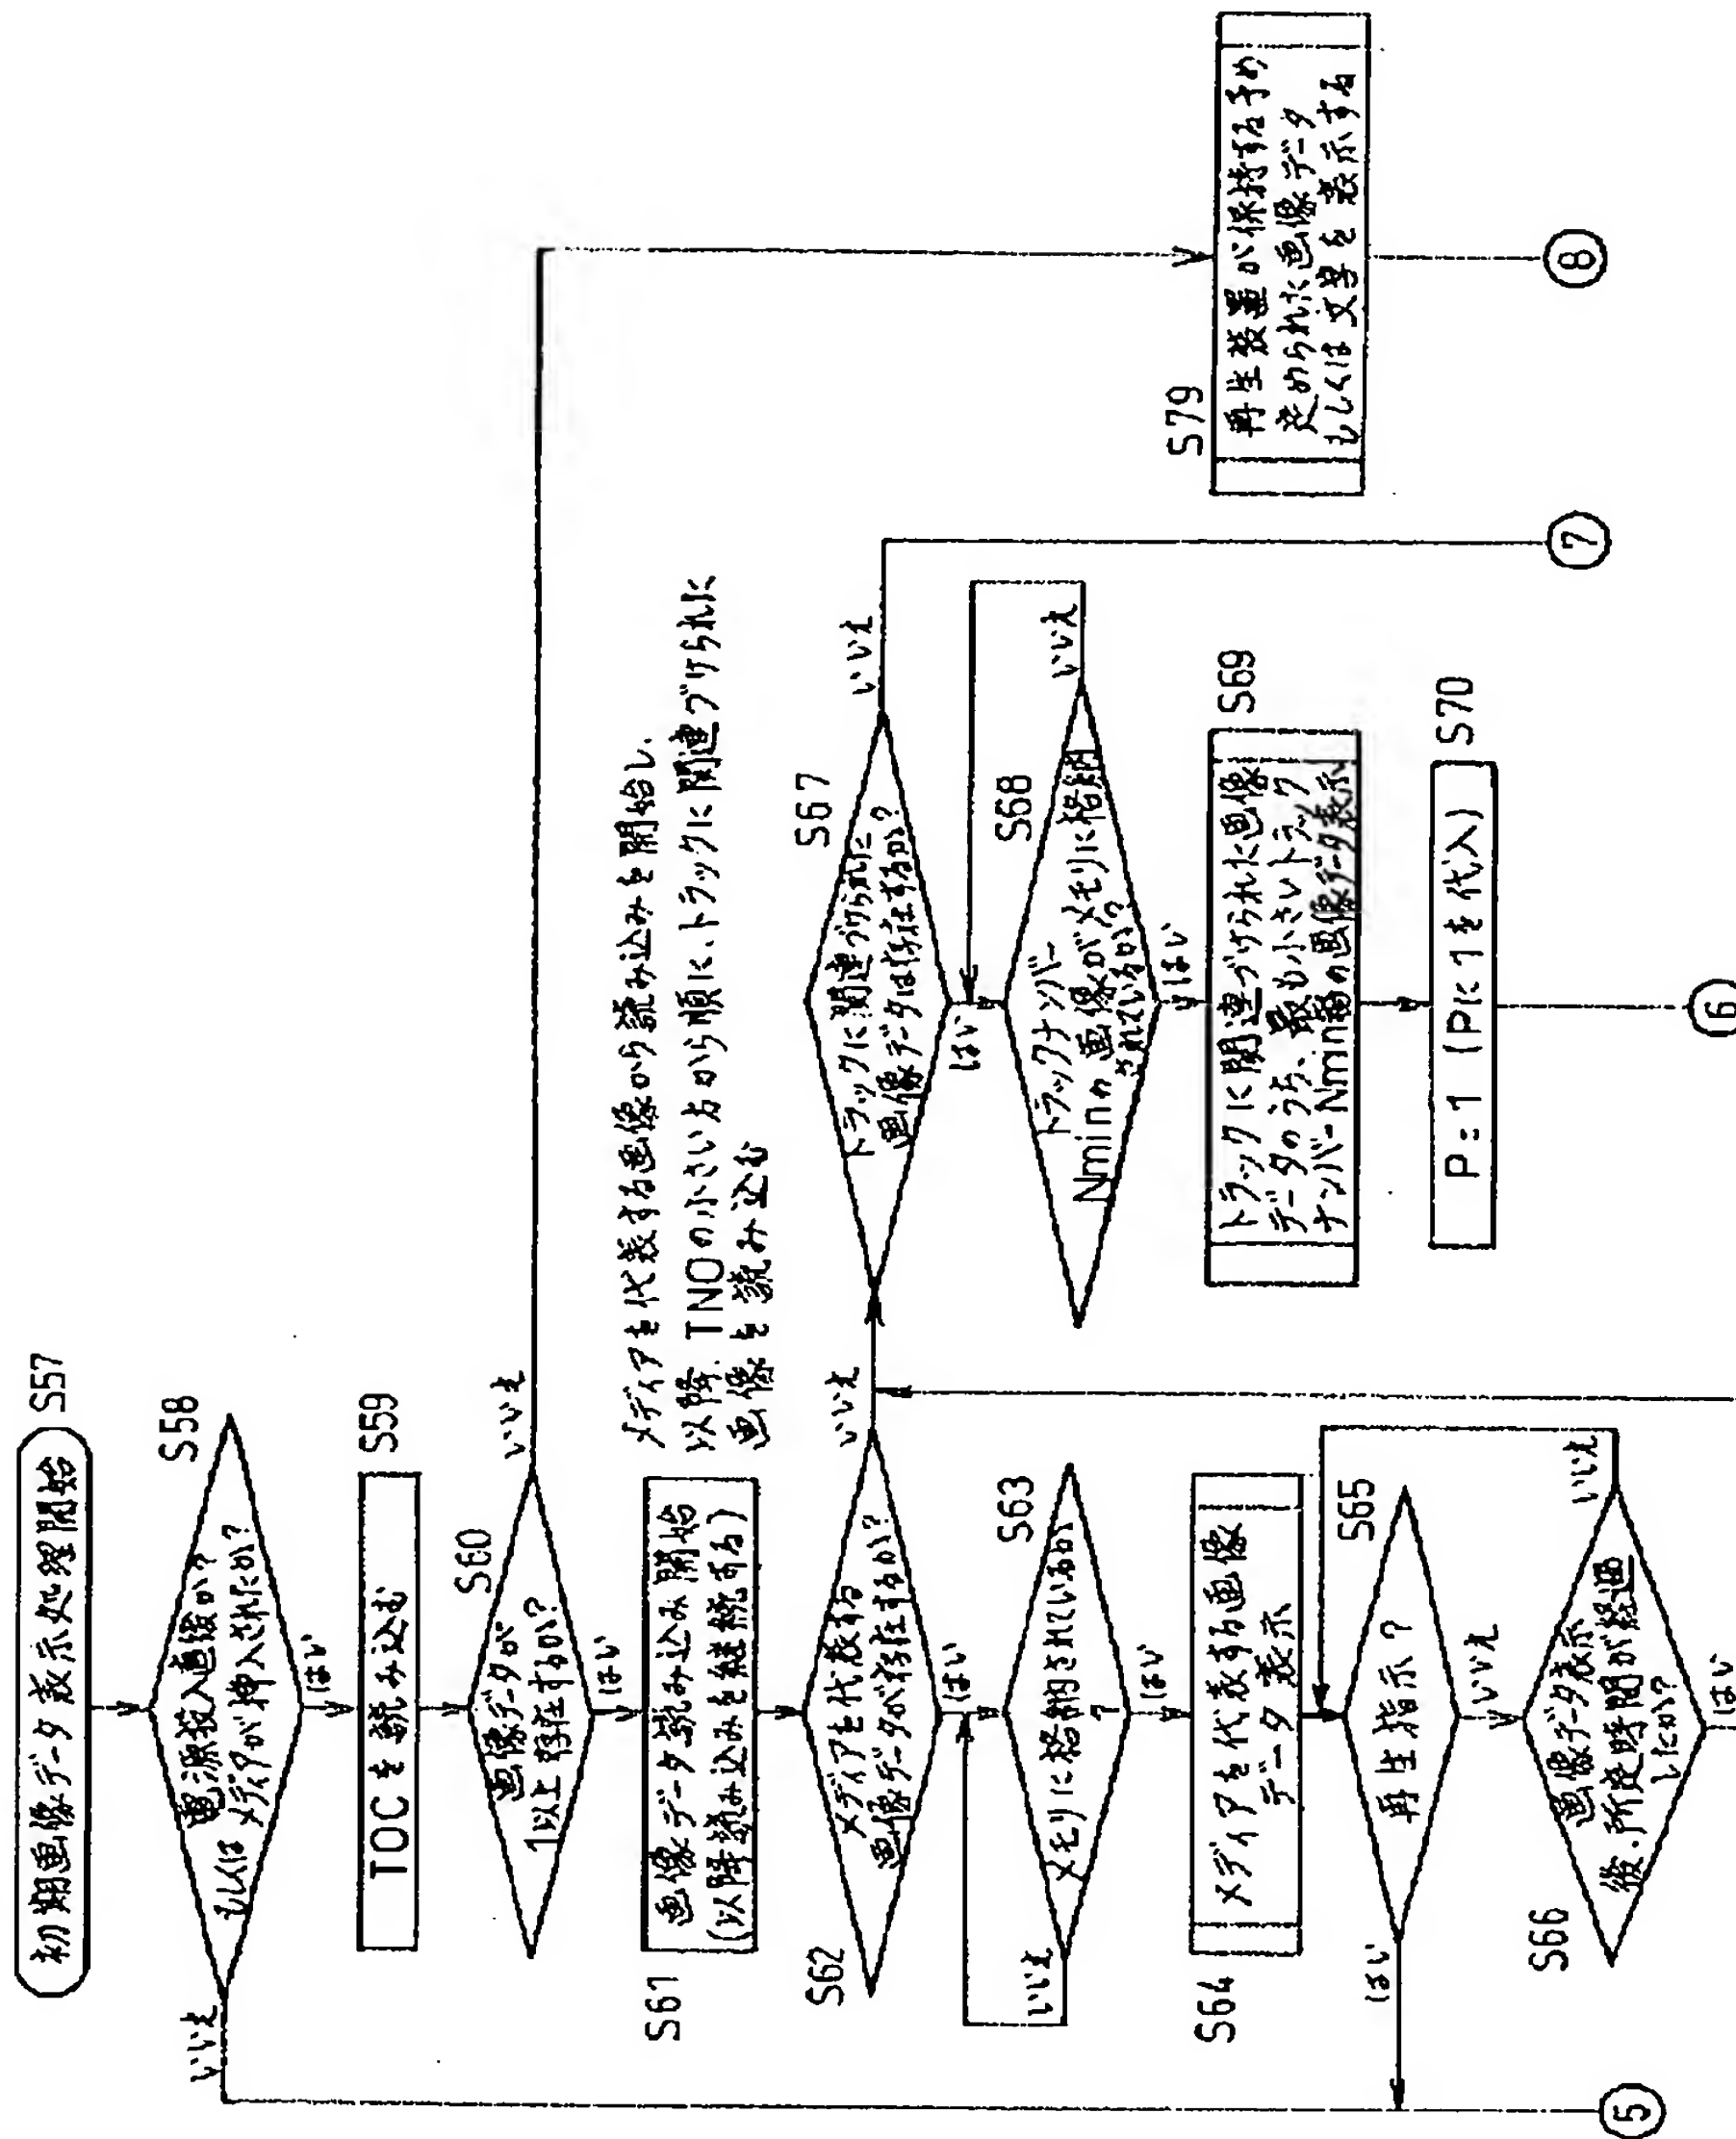 初期画像データ表示処理開始
S57
S58
電源投入直後か？
もしくは メディアが挿入されたか？
いいえ
はい
TOCを読み込む
S59
S60
画像データが
1以上存在するか？
いいえ
はい
S61
画像データ読み込み開始
(以降読み込みを継続する)
メディアを代表する画像から読み込みを開始し、
以降、TNOの小さい方から順に、トラックに関連づけられた
画像を読み込む
S62
メディアを代表する
画像データが存在するか？
いいえ
はい
S63
メモリに格納されているか
?
いいえ
はい
S64
メディアを代表する画像
データ表示
S65
再生指示？
はい
いいえ
S66
画像データ表示
後、所定時間が経過
したか？
いいえ
はい
S67
トラックに関連づけられた
画像データは存在するか？
いいえ
はい
S68
トラックナンバー
Nminの画像がメモリに格納
されているか？
いいえ
はい
S69
トラックに関連づけられた画像
データのうち、最も小さいトラック
ナンバーNmin番の画像データ表示
P=1 (Pに1を代入)
S70
S79
再生装置が保持する予め
定められた画像データ
もしくは文字を表示する
5
6
7
8